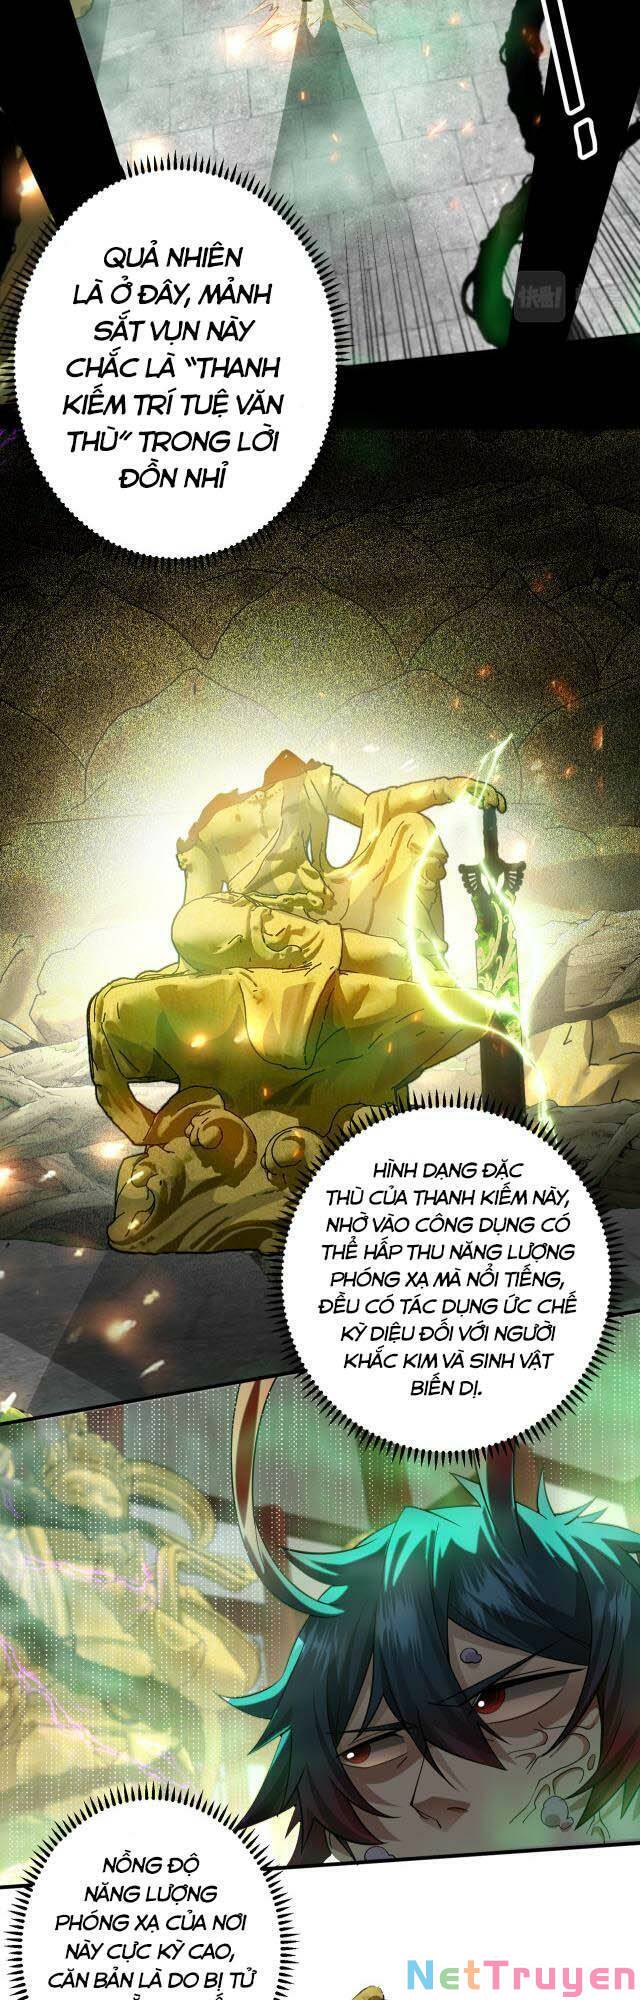 快看!
QUẢ NHIÊN
LÀ Ở ĐÂY, MẢNH
SẮT VỤN NÀY
CHẮC LÀ “THANH
KIẾM TRÍ TUỆ VĂN
THÙ” TRONG LỜI
ĐỒN NHỈ
HÌNH DẠNG ĐẶC
THÙ CỦA THANH KIẾM NÀY,
NHỜ VÀO CÔNG DỤNG CÓ
THỂ HẤP THU NĂNG LƯỢNG
PHÓNG XẠ MÀ NỔI TIẾNG,
ĐỀU CÓ TÁC DỤNG ỨC CHẾ
KỲ DIỆU ĐỐI VỚI NGƯỜI
KHẮC KIM VÀ SINH VẬT
BIẾN DỊ.
NỒNG ĐỘ
NĂNG LƯỢNG
PHÓNG XẠ CỦA NƠI
NÀY CỰC KỲ CAO,
CĂN BẢN LÀ DO BỊ TỬ
NetTruyen